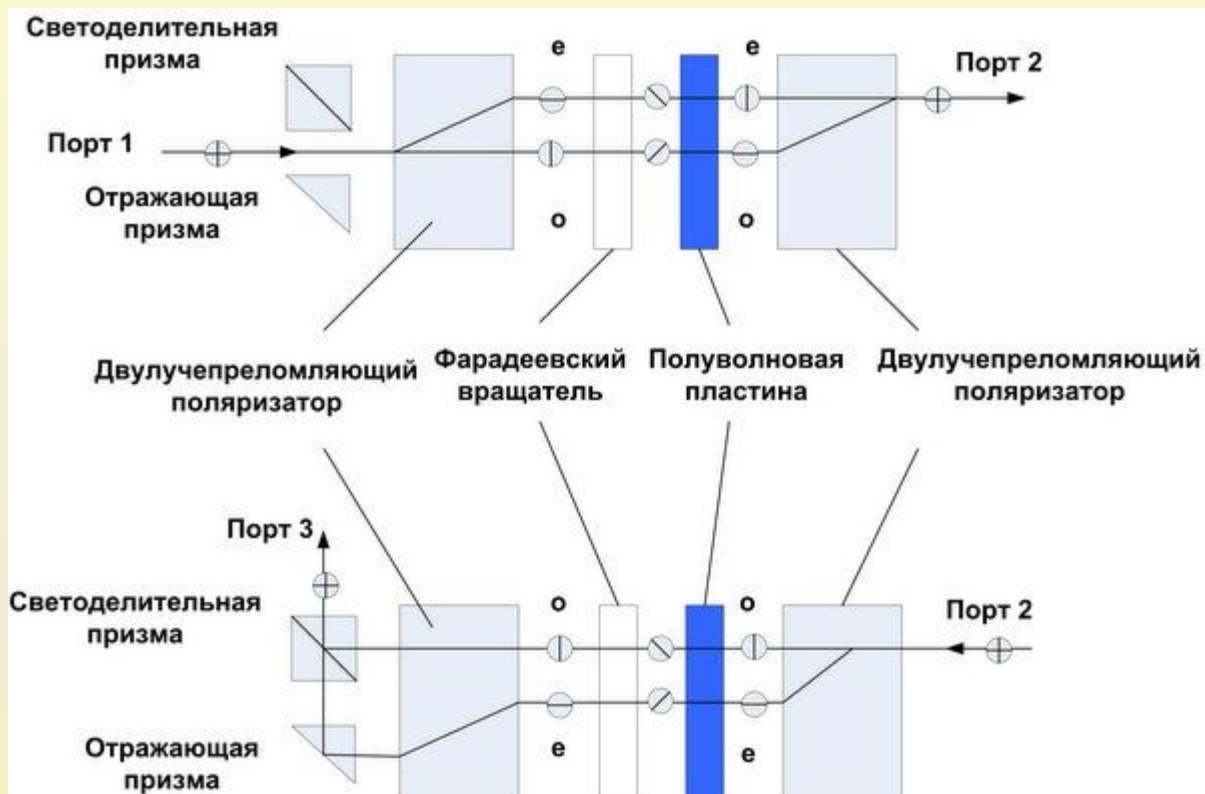 Светоделительная
призма
e
e
Порт 2
Порт 1
Отражающая
призма
o
o
Двулучепреломляющий
поляризатор
Фарадеевский
вращатель
Полуволновая
пластина
Двулучепреломляющий
поляризатор
Порт 3
Светоделительная
призма
o
o
Порт 2
Отражающая
призма
e
e